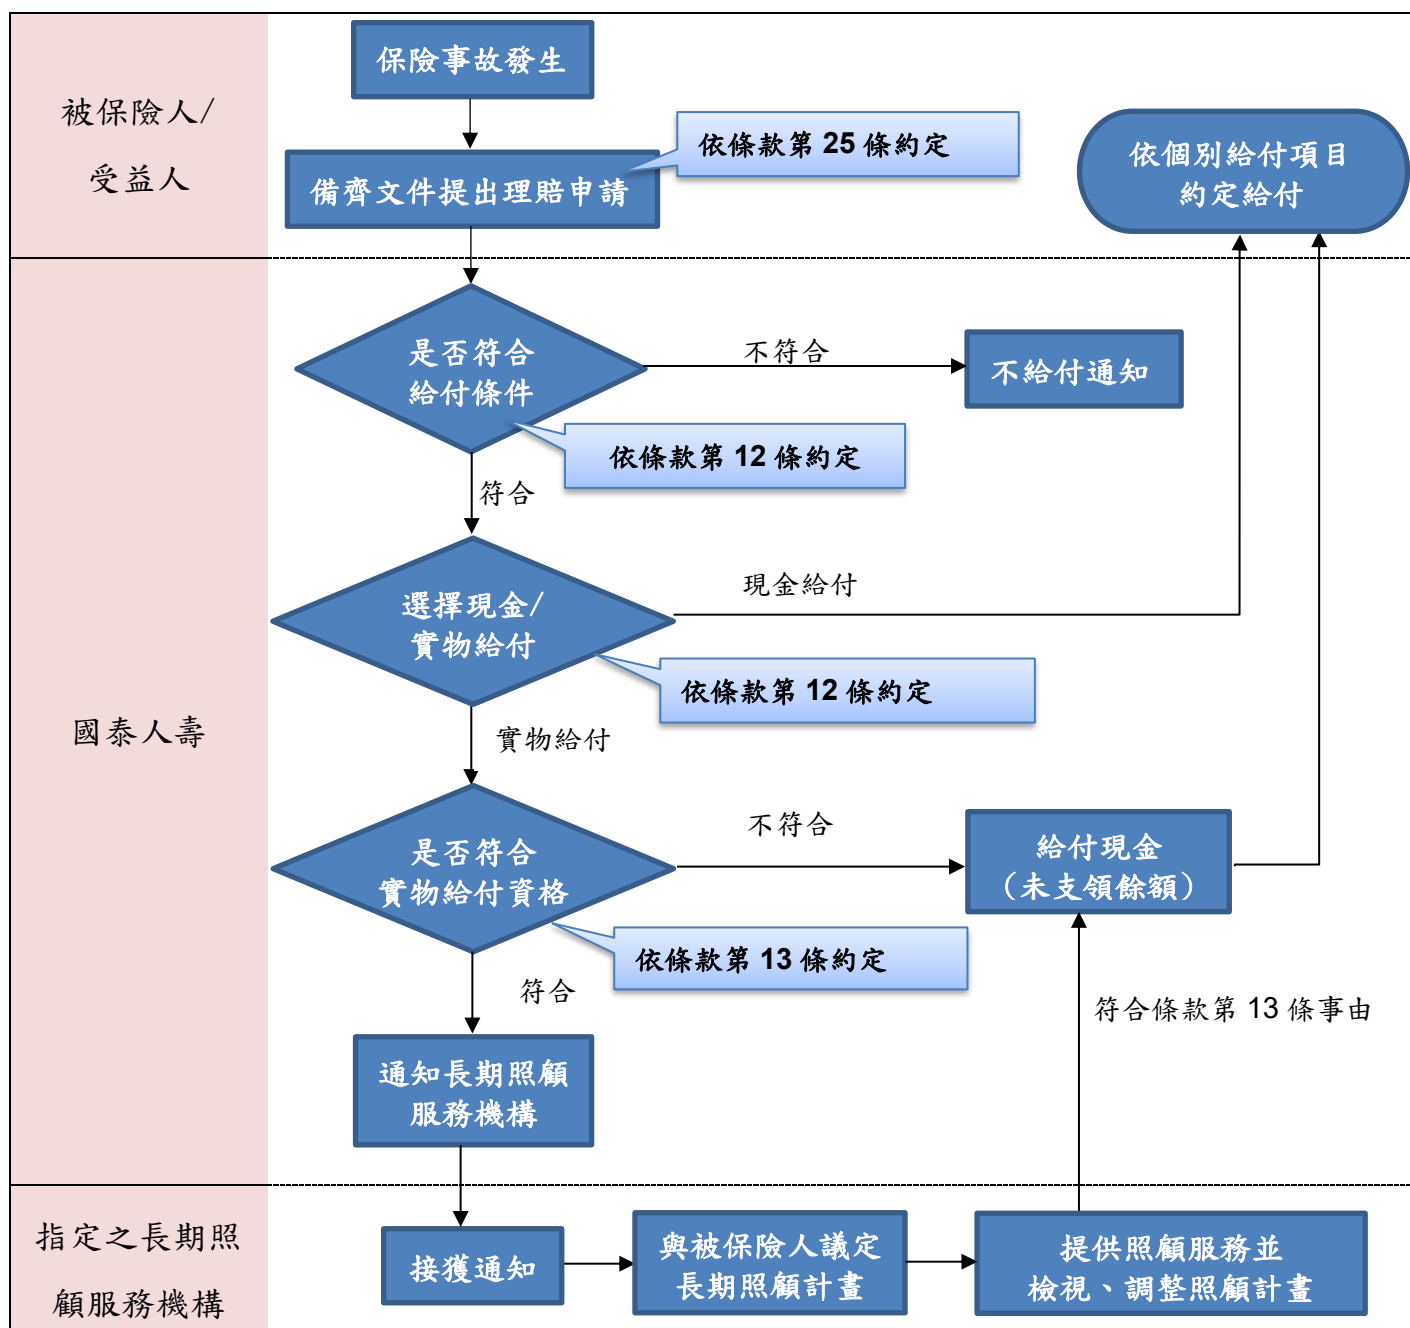 被保險人/
受益人
保險事故發生
備齊文件提出理賠申請
依條款第 25 條約定
依個別給付項目
約定給付
國泰人壽
是否符合
給付條件
不符合
不給付通知
依條款第 12 條約定
符合
選擇現金/
實物給付
現金給付
依條款第 12 條約定
實物給付
是否符合
實物給付資格
不符合
給付現金
（未支領餘額）
依條款第 13 條約定
符合
符合條款第 13 條事由
通知長期照顧
服務機構
指定之長期照
顧服務機構
接獲通知
與被保險人議定
長期照顧計畫
提供照顧服務並
檢視、調整照顧計畫